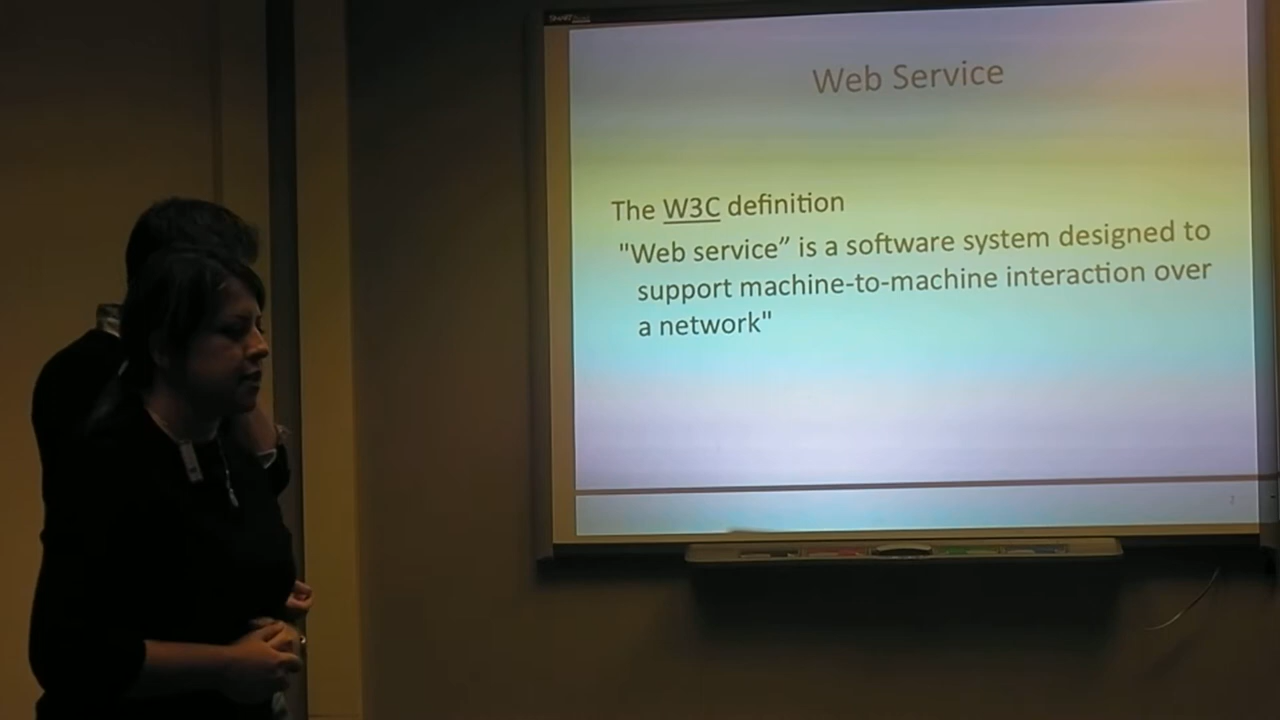 SMART
Web Service
The W3C definition
"Web service” is a software system designed to
support machine-to-machine interaction over
a network"